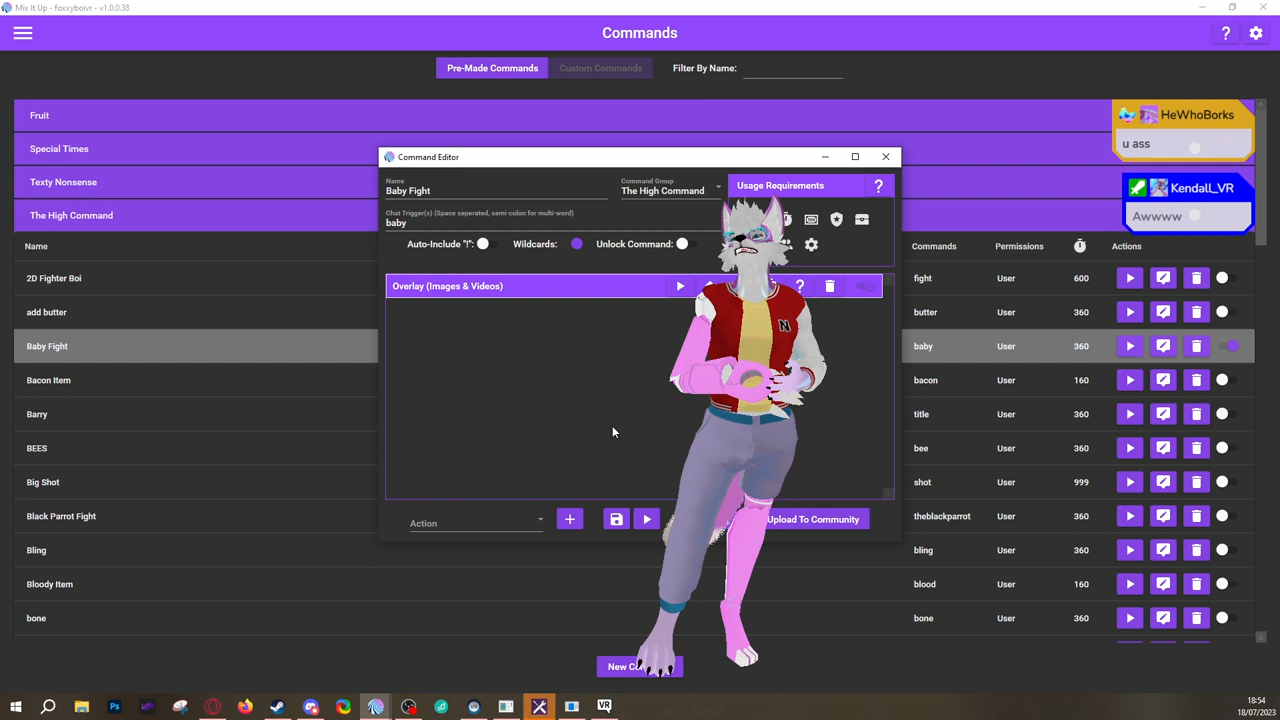 Mix It Up - foxxyboivr - v1.0.0.38
Commands
?
Pre-Made Commands
Custom Commands
Filter By Name:
Fruit
HeWhoBorks
u ass
Special Times
Command Editor
Texty Nonsense
Name
Baby Fight
Command Group
The High Command
Usage Requirements
?
Kendall_VR
Awwww
The High Command
Chat Trigger(s) (Space seperated, semi-colon for multi-word)
baby
Auto-Include "!":
Wildcards:
Unlock Command:
Name
Commands
Permissions
Actions
2D Fighter Boi
Overlay (Images & Videos)
?
fight
User
600
add butter
butter
User
360
Baby Fight
baby
User
360
Bacon Item
bacon
User
160
N
Barry
title
User
360
BEES
bee
User
360
Big Shot
shot
User
999
Black Parrot Fight
Action
Upload To Community
theblackparrot
User
360
Bling
bling
User
360
Bloody Item
blood
User
160
bone
bone
User
360
New
Ps
VR
18:54
18/07/2023